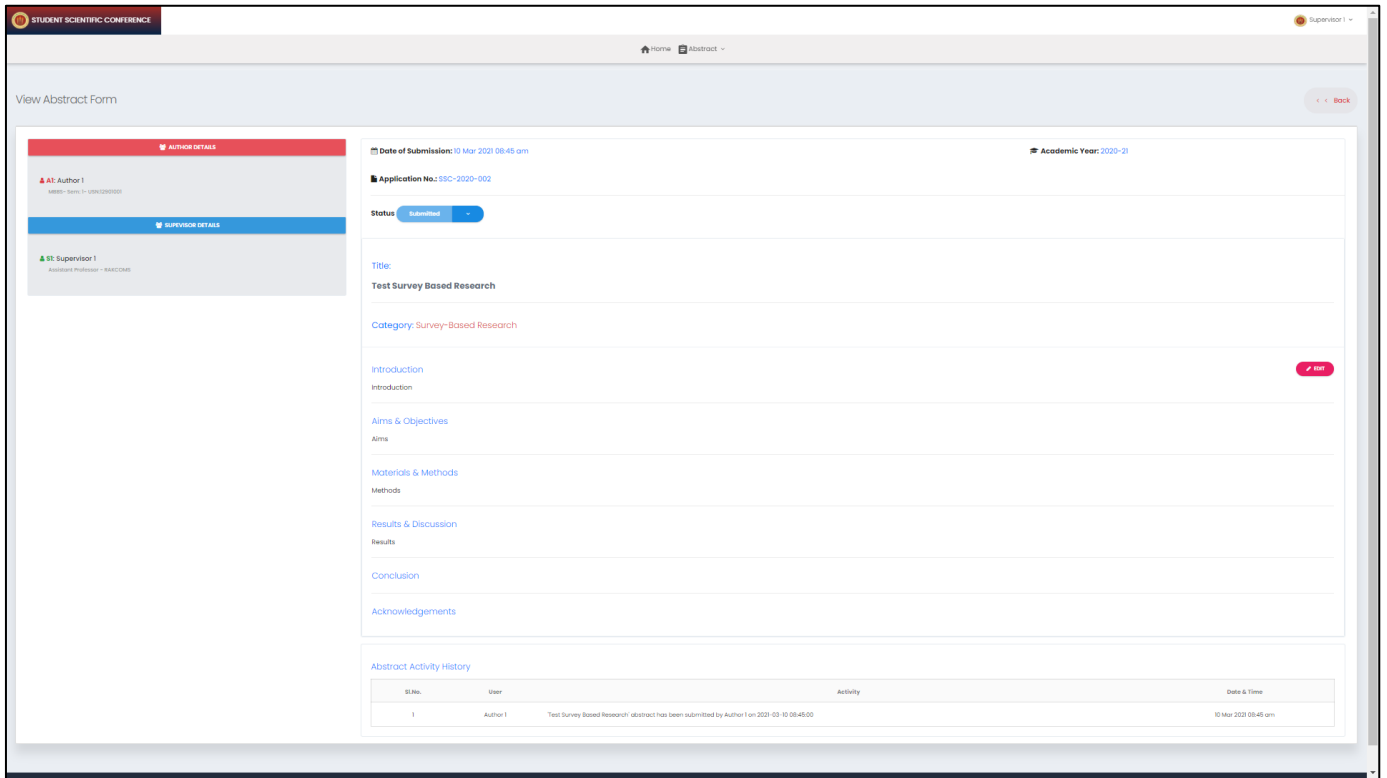 STUDENT SCIENTIFIC CONFERENCE
Supervisor 1
Home Abstract
View Abstract Form
Back
AUTHOR DETAILS
A1: Author 1
SUPEVISOR DETAILS
S1: Supervisor 1
Assistant Professor - RAKCOMS
Date of Submission: 10 Mar 2021 08:45 am
Academic Year: 2020-21
Application No.: SSC-2020-002
Status Submitted
Title:
Test Survey Based Research
Category: Survey-Based Research
Introduction
EDIT
Introduction
Aims & Objectives
Aims
Materials & Methods
Methods
Results & Discussion
Results
Conclusion
Acknowledgements
Abstract Activity History
Sl.No. User Activity Date & Time
1 Author 1 'Test Survey Based Research' abstract has been submitted by Author 1 on 2021-03-10 08:45:00 10 Mar 2021 08:45 am